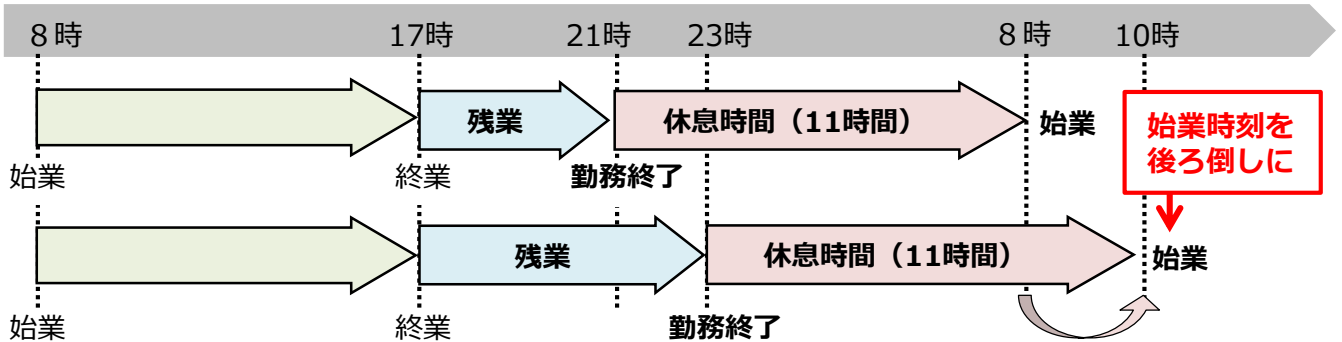 ８時 17時 21時 23時 ８時 10時
残業 休息時間（11時間） 始業
始業時刻を
後ろ倒しに
始業 終業 勤務終了
残業 休息時間（11時間） 始業
始業 終業 勤務終了